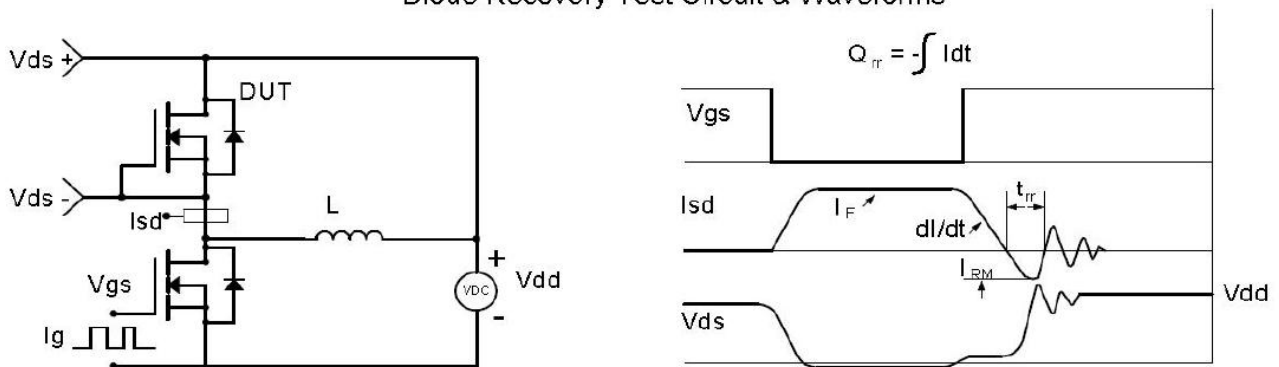 Diode Recovery Test Circuit & Waveforms
Vds +
DUT
Vds -
Isd
L
Vgs
Ig
+
VDC
-
Vdd
Q rr = -∫ Idt
Vgs
Isd
I F
dI/dt
t rr
I RM
Vds
Vdd